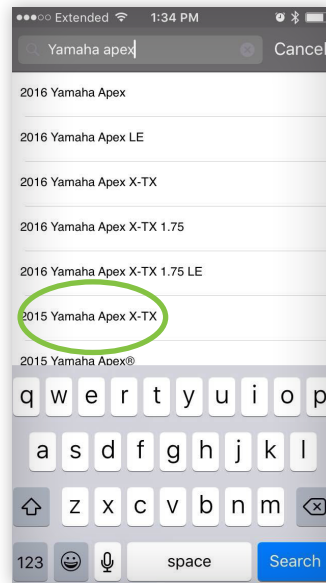 Extended 1:34 PM
Yamaha apex Cancel
2016 Yamaha Apex
2016 Yamaha Apex LE
2016 Yamaha Apex X-TX
2016 Yamaha Apex X-TX 1.75
2016 Yamaha Apex X-TX 1.75 LE
2015 Yamaha Apex X-TX
2015 Yamaha Apex®
q w e r t y u i o p
a s d f g h j k l
z x c v b n m
123 space Search